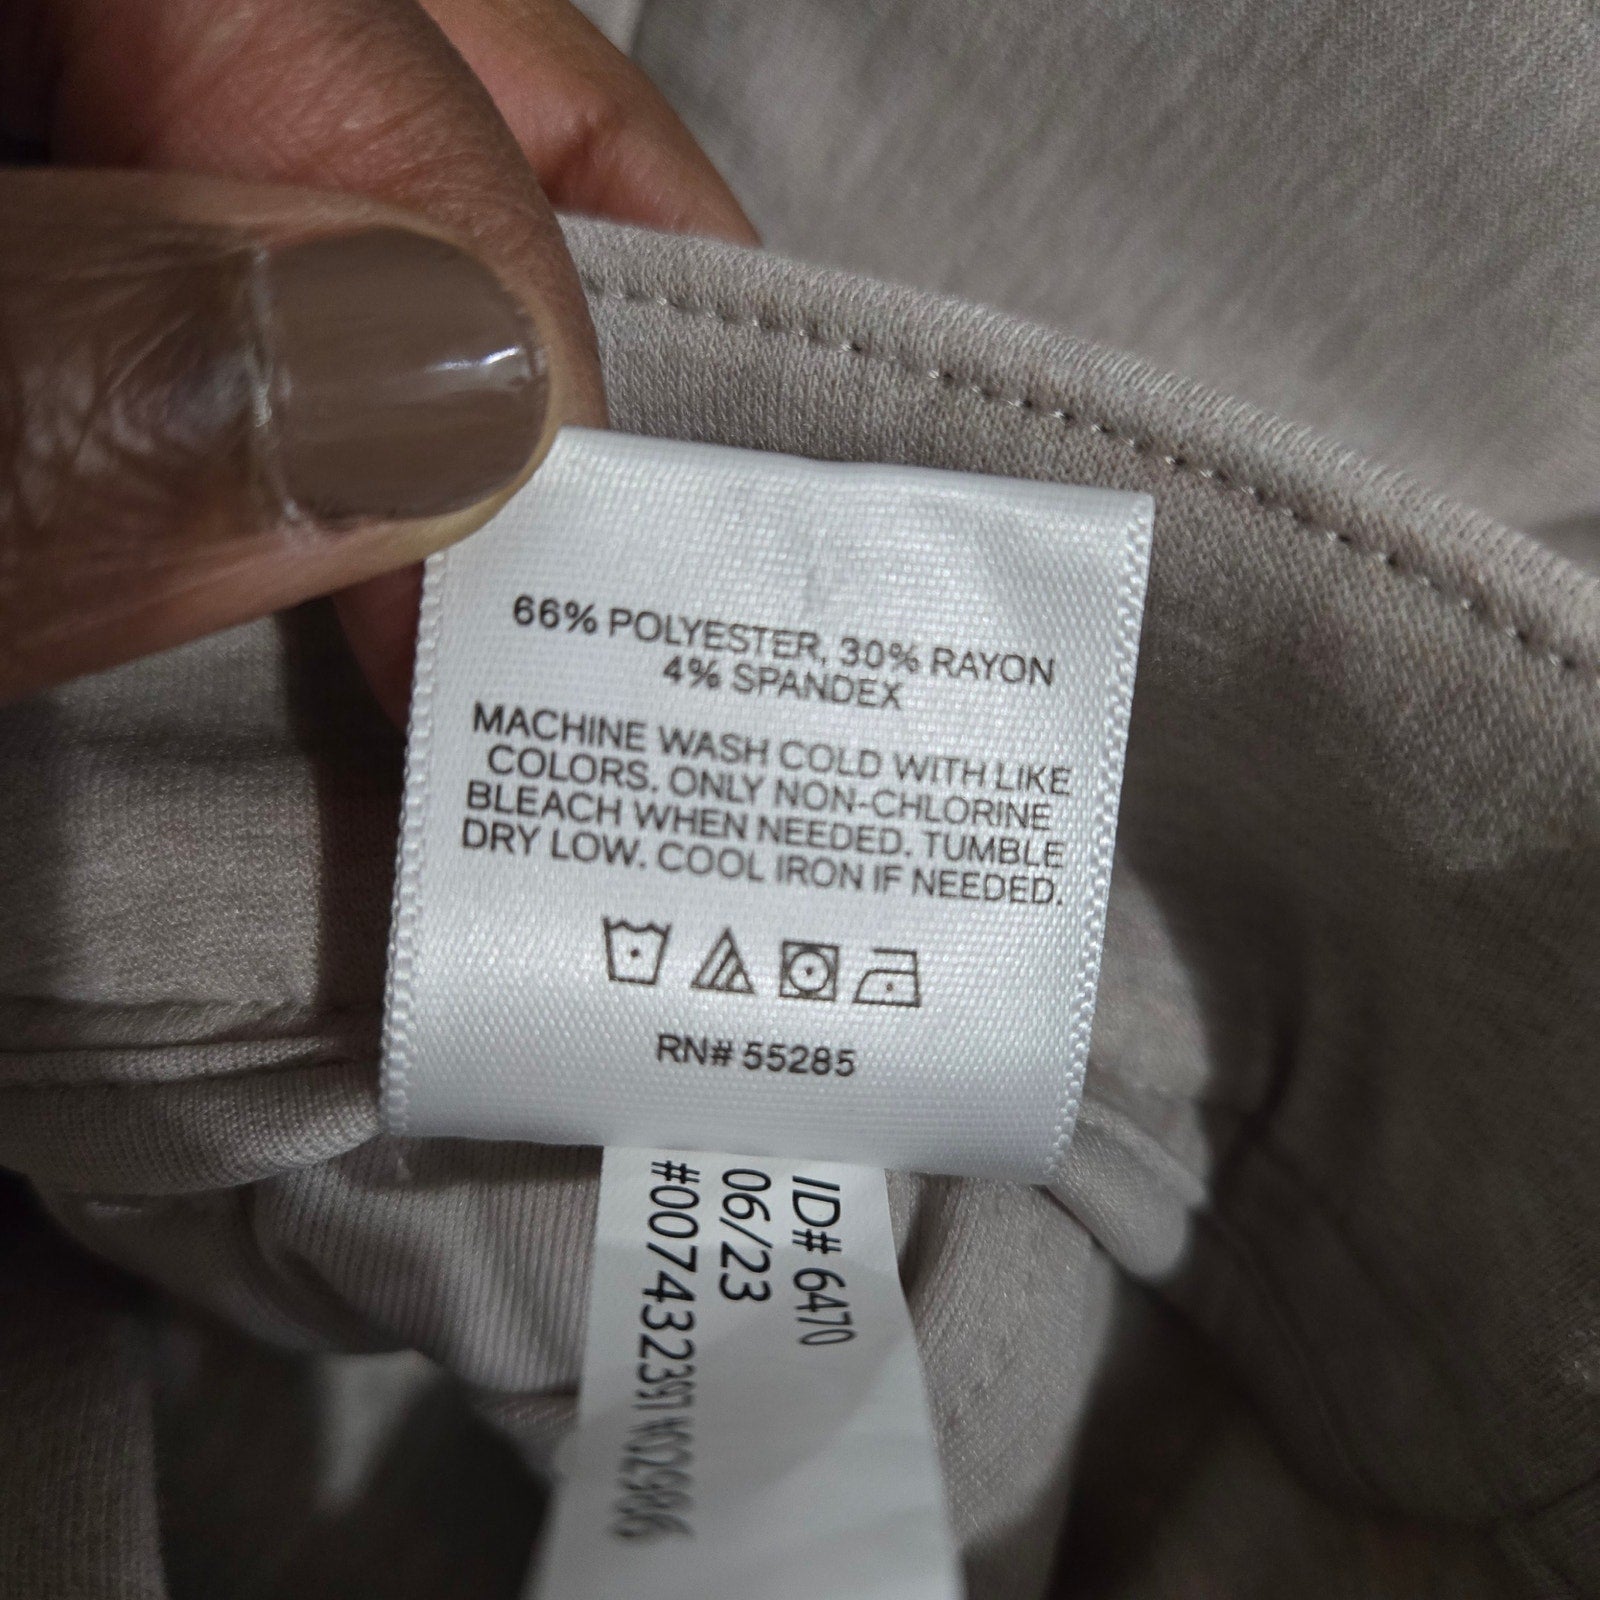 66% POLYESTER, 30% RAYON
4% SPANDEX
MACHINE WASH COLD WITH LIKE
COLORS. ONLY NON-CHLORINE
BLEACH WHEN NEEDED. TUMBLE
DRY LOW. COOL IRON IF NEEDED.
RN# 55285
ID# 6470
06/23